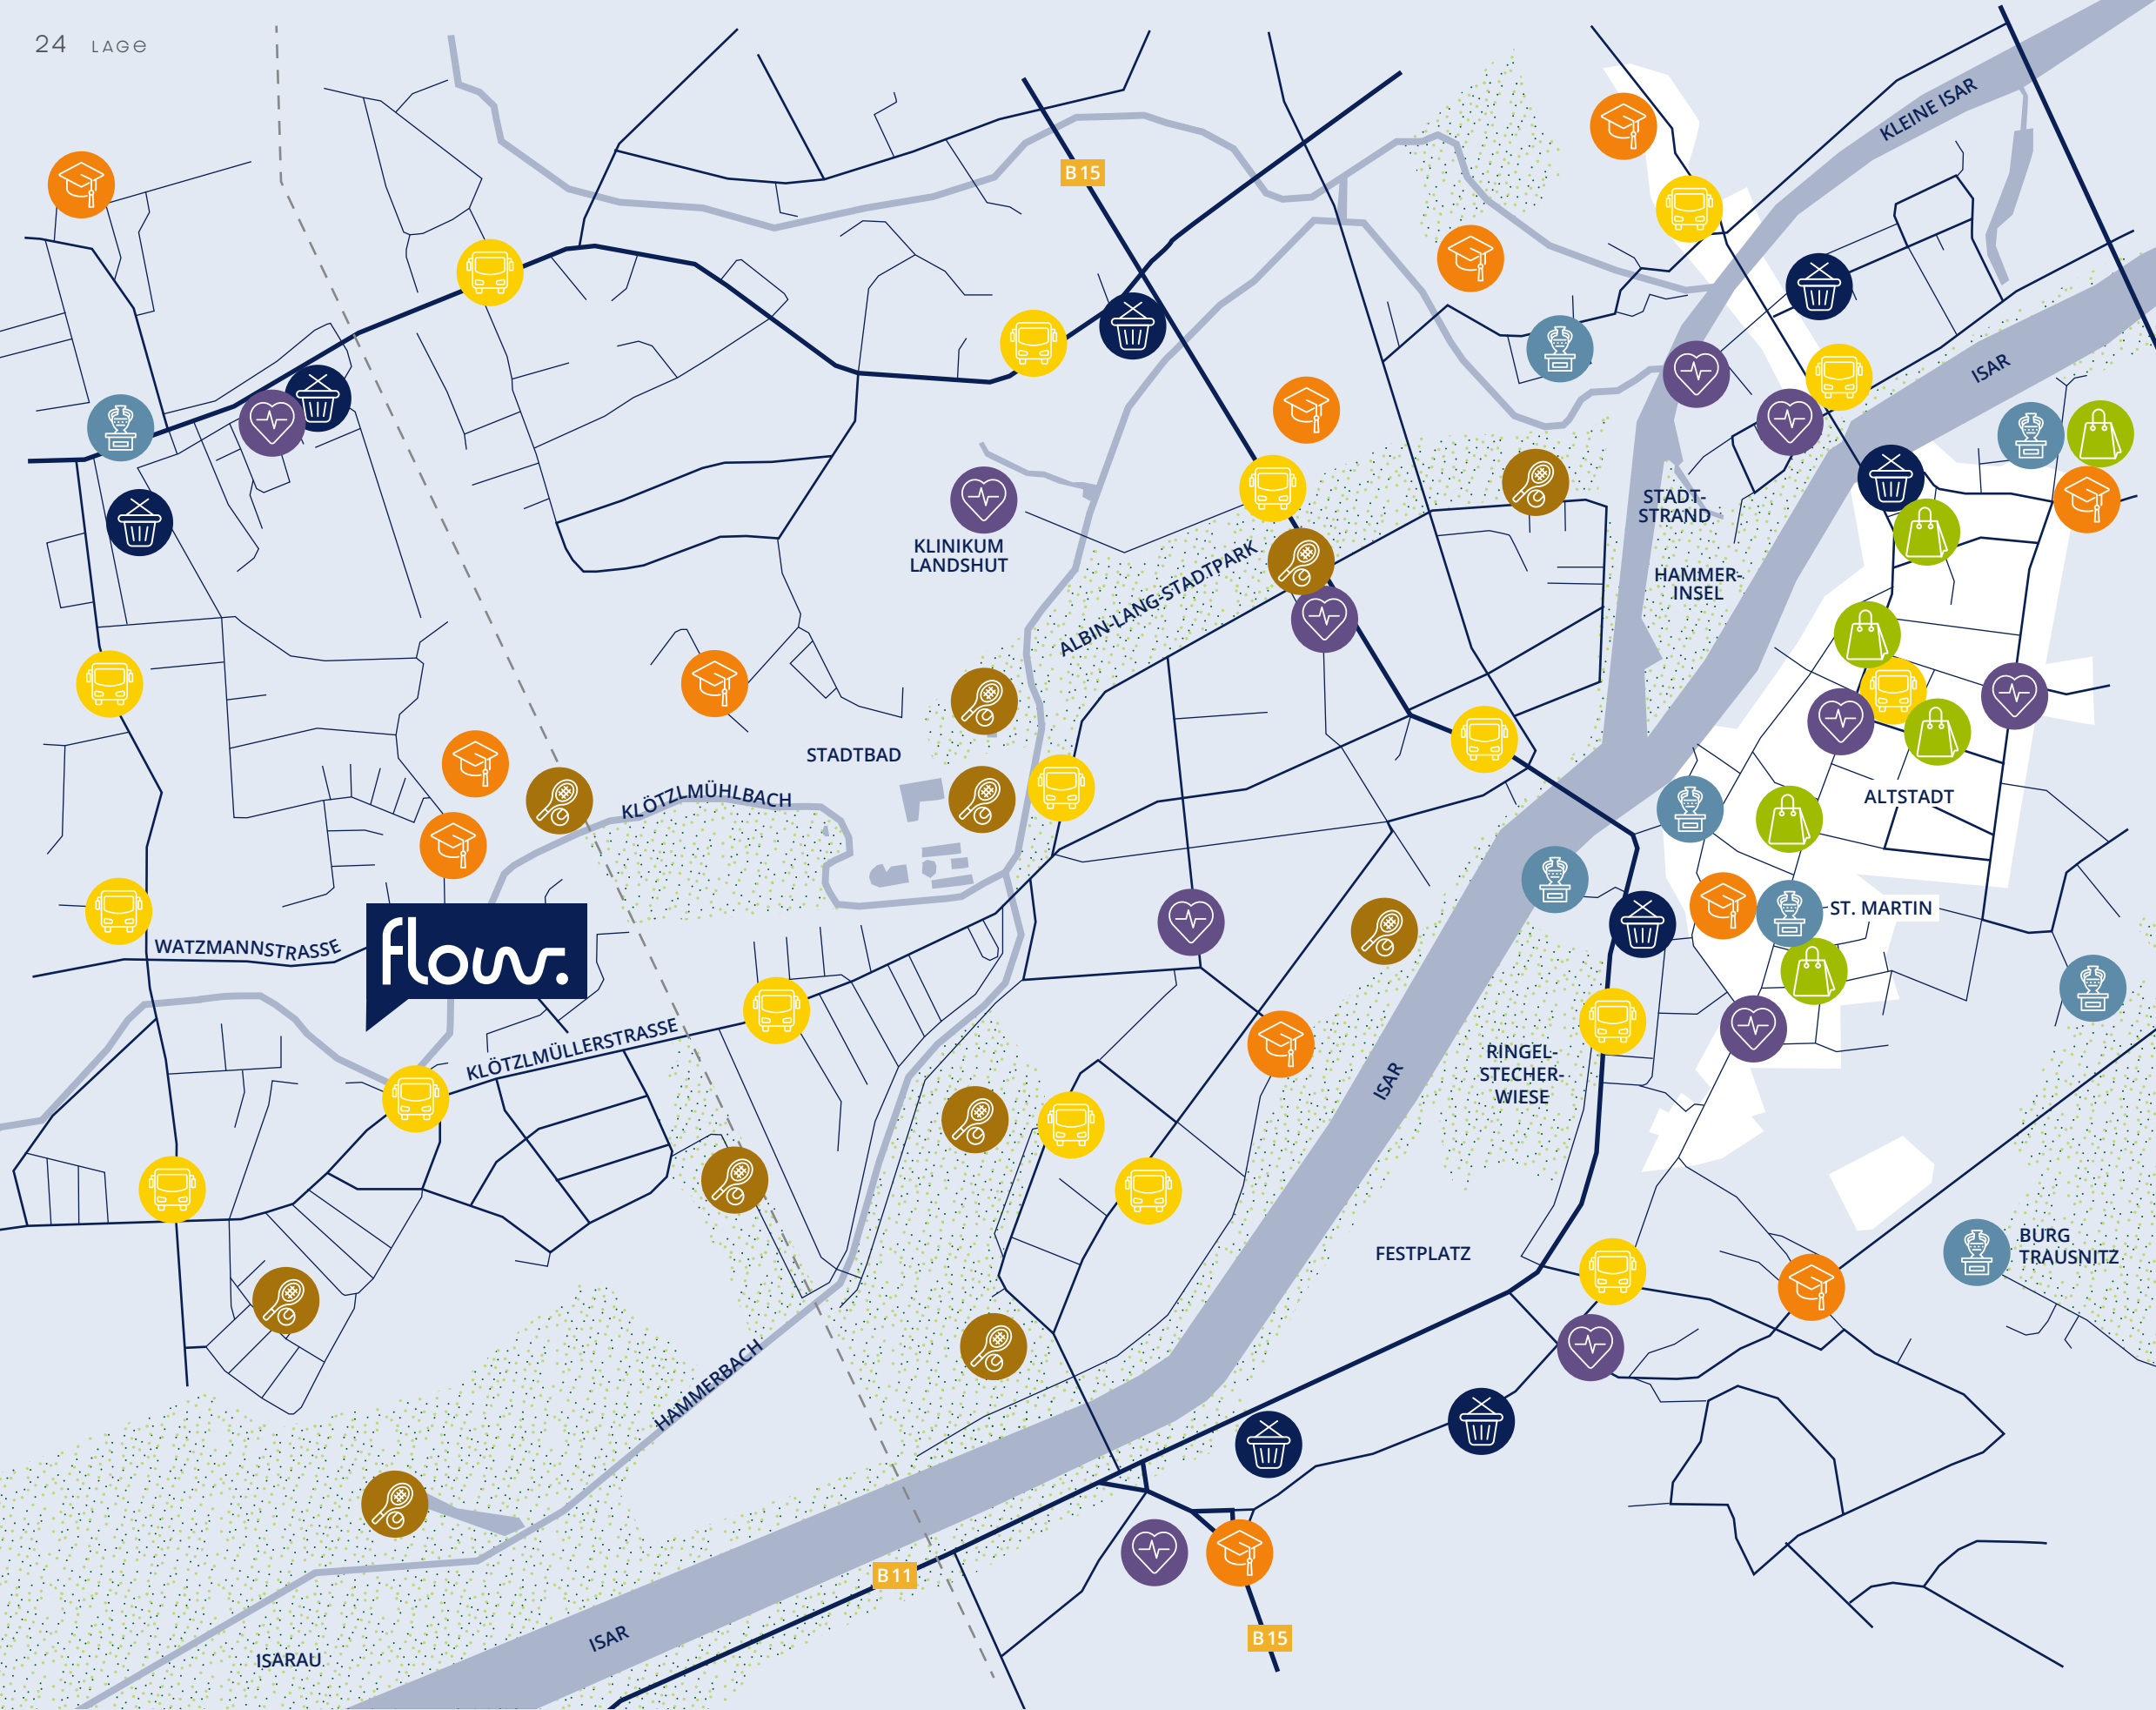 24 LAGE
KLEINE ISAR
B 15
ISAR
STADT-
STRAND
KLINIKUM
LANDSHUT
ALBIN-LANG-STADTPARK
HAMMER-
INSEL
STADTBAD
KLÖTZLMÜHLBACH
ALTSTADT
ST. MARTIN
WATZMANNSTRASSE
flow.
KLÖTZLMÜLLERSTRASSE
RINGEL-
STECHER-
WIESE
ISAR
FESTPLATZ
BURG
TRAUSNITZ
HAMMERBACH
B 11
ISAR
B 15
ISARAU